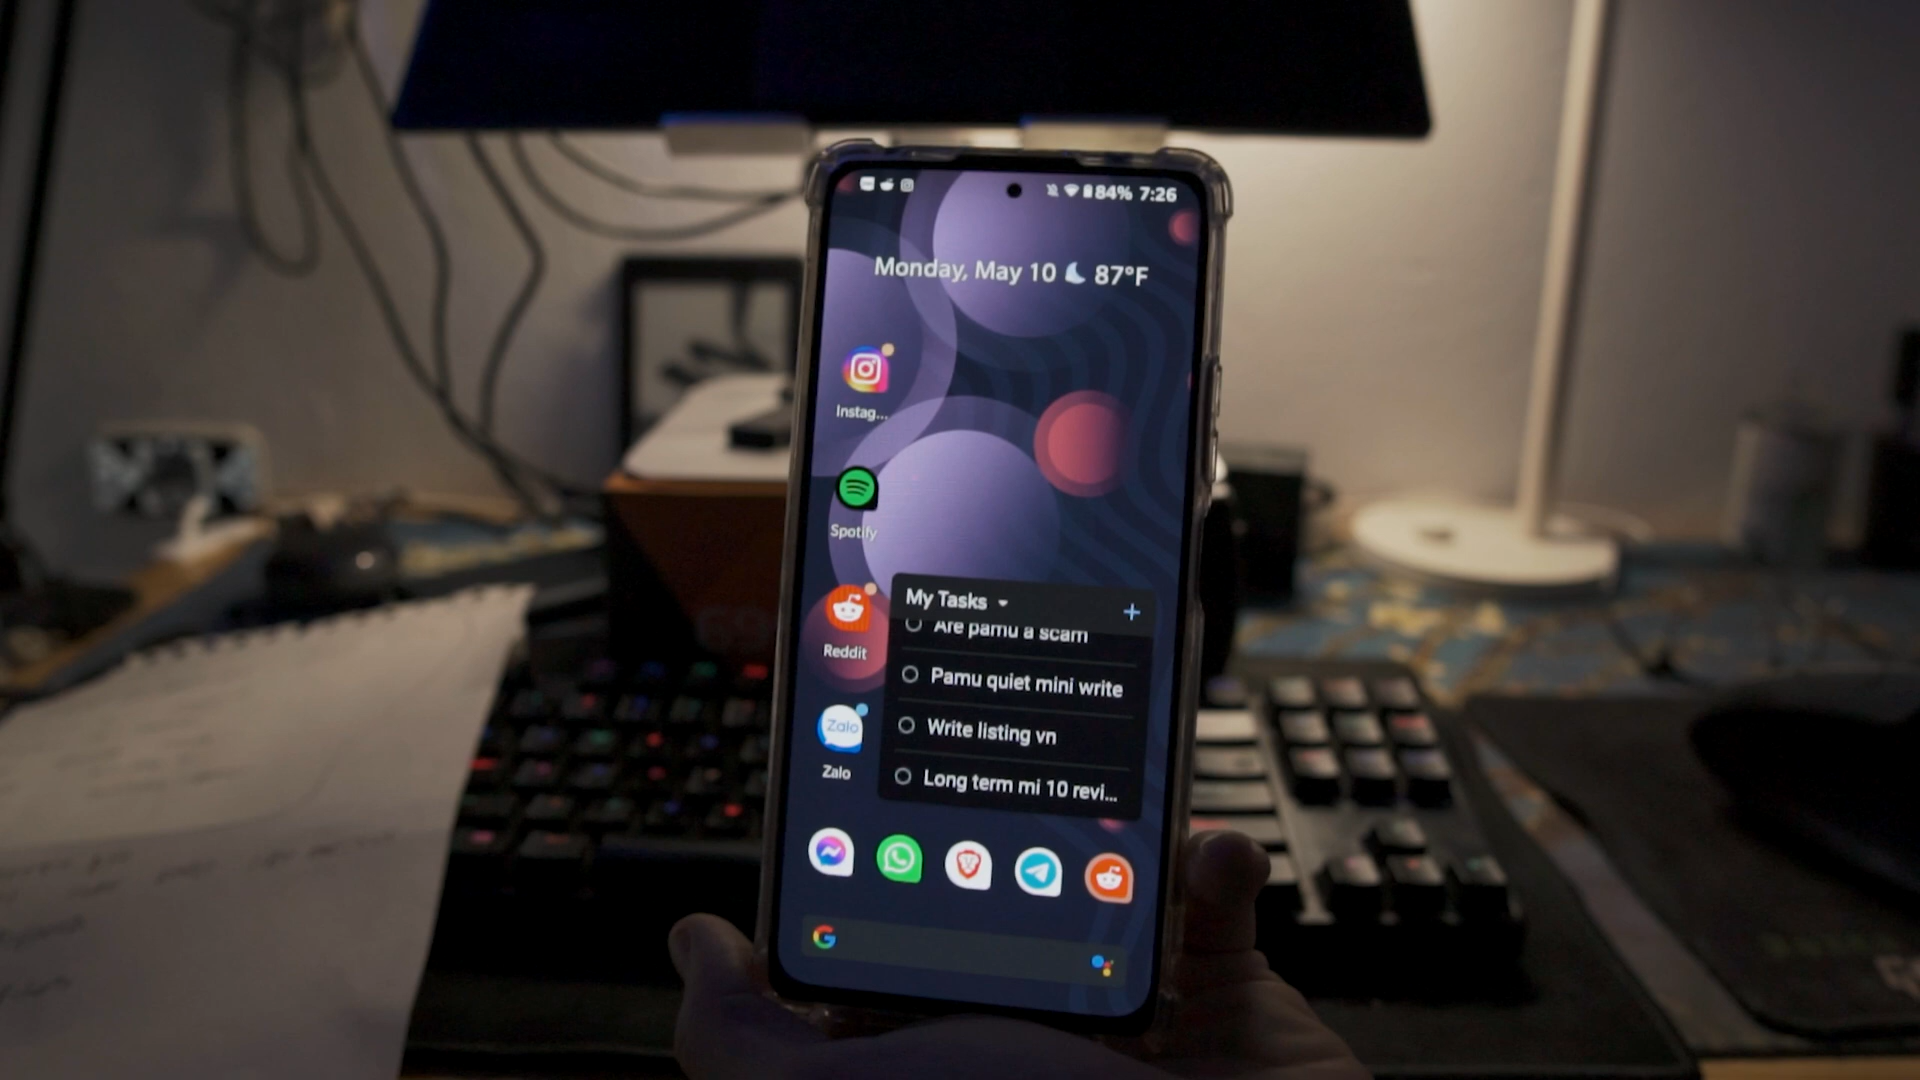 84% 7:26
Monday, May 10 87°F
Instag...
Spotify
Reddit
Zalo
Zalo
My Tasks
+
Are pamu a scam
Pamu quiet mini write
Write listing vn
Long term mi 10 revi...
G